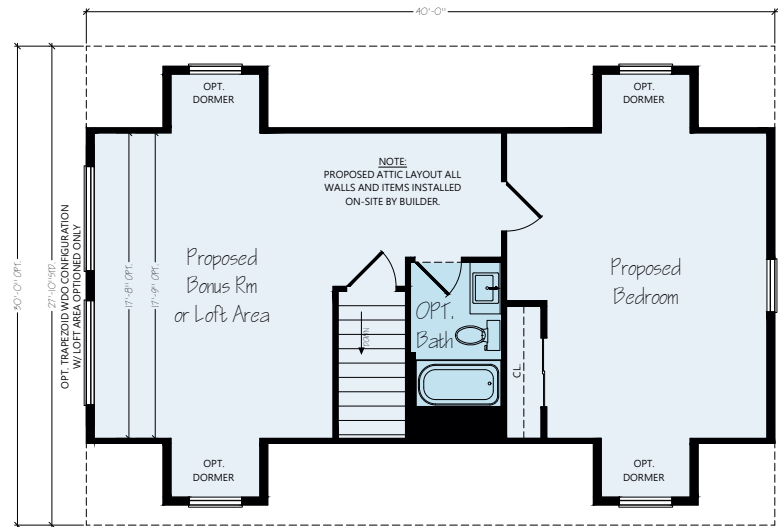 40'-0"
OPT.
DORMER
OPT.
DORMER
NOTE:
PROPOSED ATTIC LAYOUT ALL
WALLS AND ITEMS INSTALLED
ON-SITE BY BUILDER.
30'-0" OPT.
27'-10" STD.
OPT. TRAPEZOID WDO CONFIGURATION
W/ LOFT AREA OPTIONED ONLY
17'-8" OPT.
17'-9" OPT.
Proposed
Bonus Rm
or Loft Area
DOWN
OPT.
Bath
CL.
Proposed
Bedroom
OPT.
DORMER
OPT.
DORMER